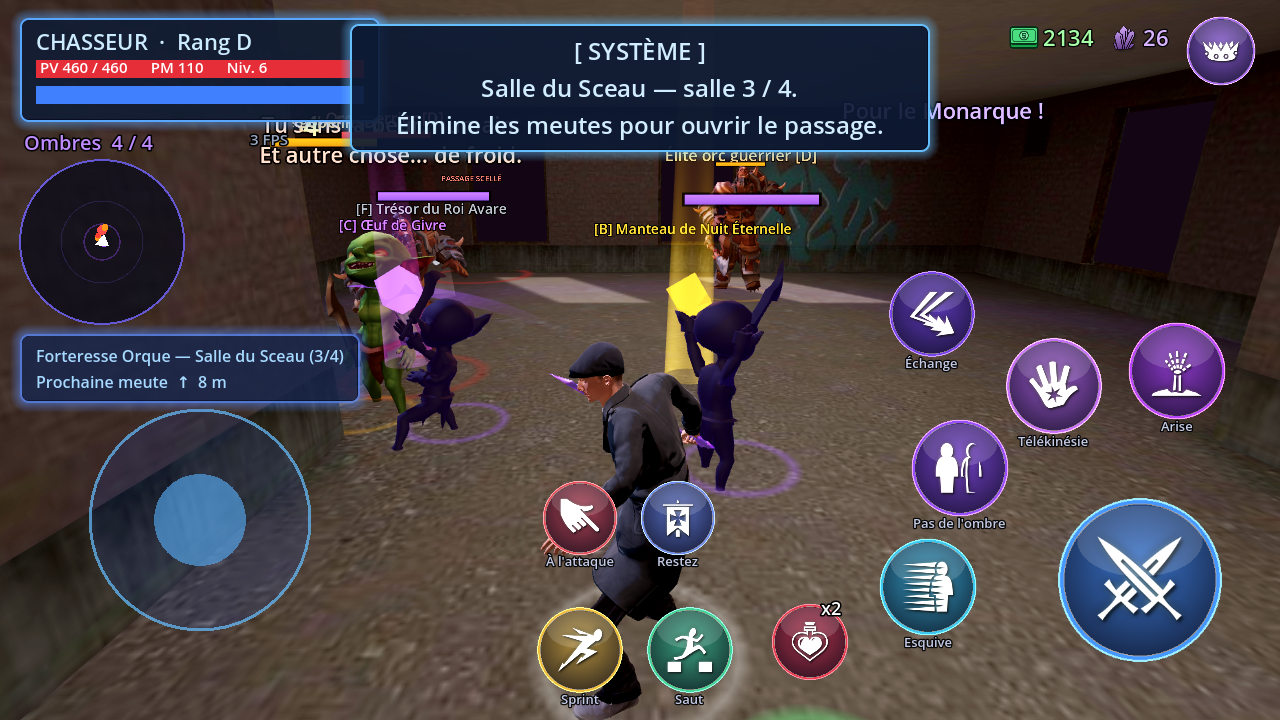 CHASSEUR · Rang D
PV 460 / 460 PM 110 Niv. 6
[ SYSTÈME ]
Salle du Sceau — salle 3 / 4.
Élimine les meutes pour ouvrir le passage.
2134
26
Pour le Monarque !
Ombres 4 / 4
3 FPS
Tu
Et autre chose... de froid.
Élite orc guerrier [D]
PASSAGE SCELLÉ
[F] Trésor du Roi Avare
[C] Œuf de Givre
[B] Manteau de Nuit Éternelle
Forteresse Orque — Salle du Sceau (3/4)
Prochaine meute ↑ 8 m
Échange
Télékinésie
Arise
Pas de l'ombre
À l'attaque
Restez
Esquive
x2
Sprint
Saut